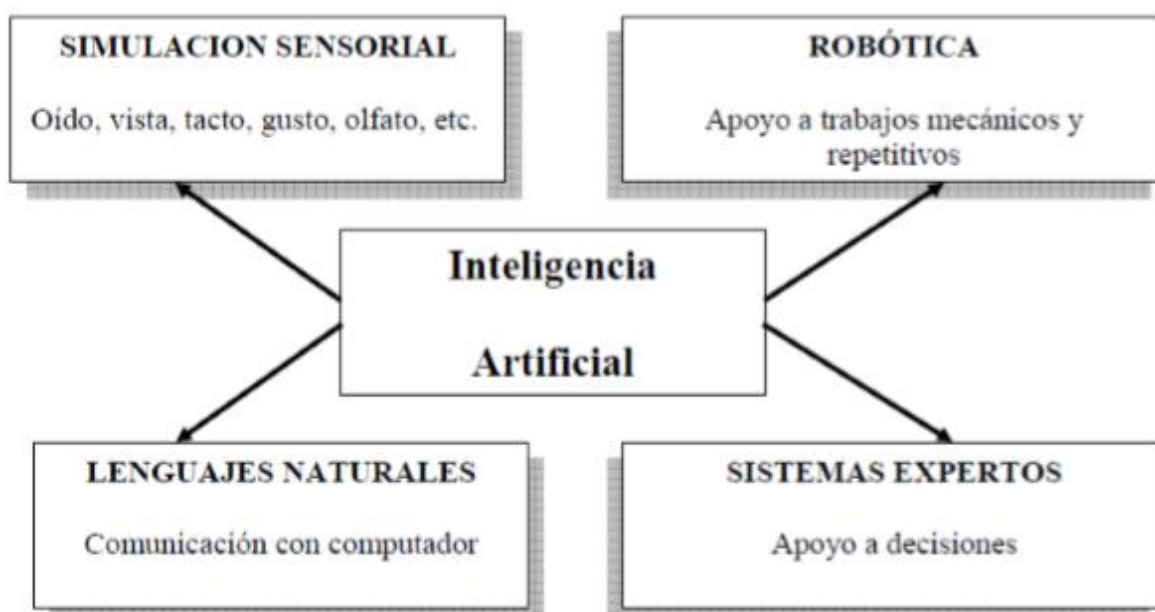 SIMULACION SENSORIAL
Oído, vista, tacto, gusto, olfato, etc.
ROBÓTICA
Apoyo a trabajos mecánicos y
repetitivos
Inteligencia
Artificial
LENGUAJES NATURALES
Comunicación con computador
SISTEMAS EXPERTOS
Apoyo a decisiones